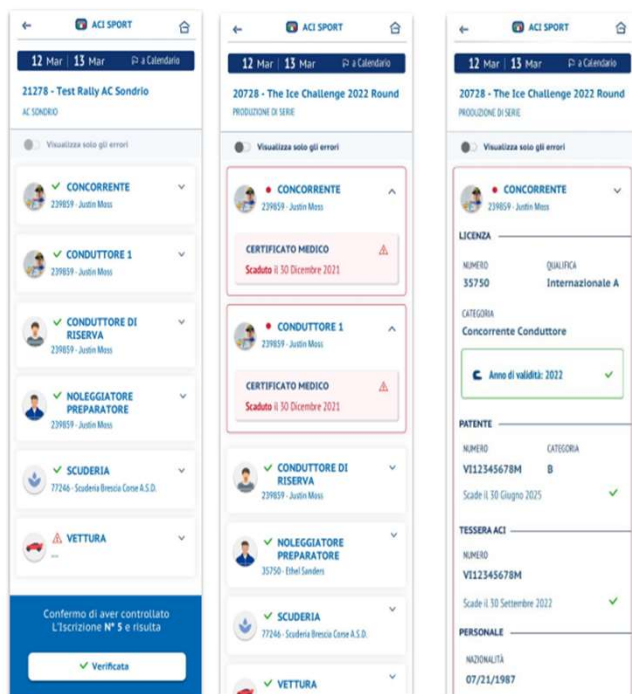 ACI SPORT
12 Mar | 13 Mar
a Calendario
21278 - Test Rally AC Sondrio
AC SONDRIO
Visualizza solo gli errori
CONCORRENTE
239859 - Justin Moss
CONDUTTORE 1
239859 - Justin Moss
CONDUTTORE DI
RISERVA
239859 - Justin Moss
NOLEGGIATORE
PREPARATORE
239859 - Justin Moss
SCUDERIA
77246 - Scuderia Brescia Corse A.S.D.
VETTURA
---
Confermo di aver controllato
L'Iscrizione N° 5 e risulta
Verificata
ACI SPORT
12 Mar | 13 Mar
a Calendario
20728 - The Ice Challenge 2022 Round
PRODUZIONE DI SERIE
Visualizza solo gli errori
CONCORRENTE
239859 - Justin Moss
CERTIFICATO MEDICO
Scaduto il 30 Dicembre 2021
CONDUTTORE 1
239859 - Justin Moss
CERTIFICATO MEDICO
Scaduto il 30 Dicembre 2021
CONDUTTORE DI
RISERVA
239859 - Justin Moss
NOLEGGIATORE
PREPARATORE
35750 - Ethel Sanders
SCUDERIA
77246 - Scuderia Brescia Corse A.S.D.
VETTURA
ACI SPORT
12 Mar | 13 Mar
a Calendario
20728 - The Ice Challenge 2022 Round
PRODUZIONE DI SERIE
Visualizza solo gli errori
CONCORRENTE
239859 - Justin Moss
LICENZA
NUMERO QUALIFICA
35750 Internazionale A
CATEGORIA
Concorrente Conduttore
Anno di validità: 2022
PATENTE
NUMERO CATEGORIA
VI12345678M B
Scade il 30 Giugno 2025
TESSERA ACI
NUMERO
VI12345678M
Scade il 30 Settembre 2022
PERSONALE
NAZIONALITÀ
07/21/1987